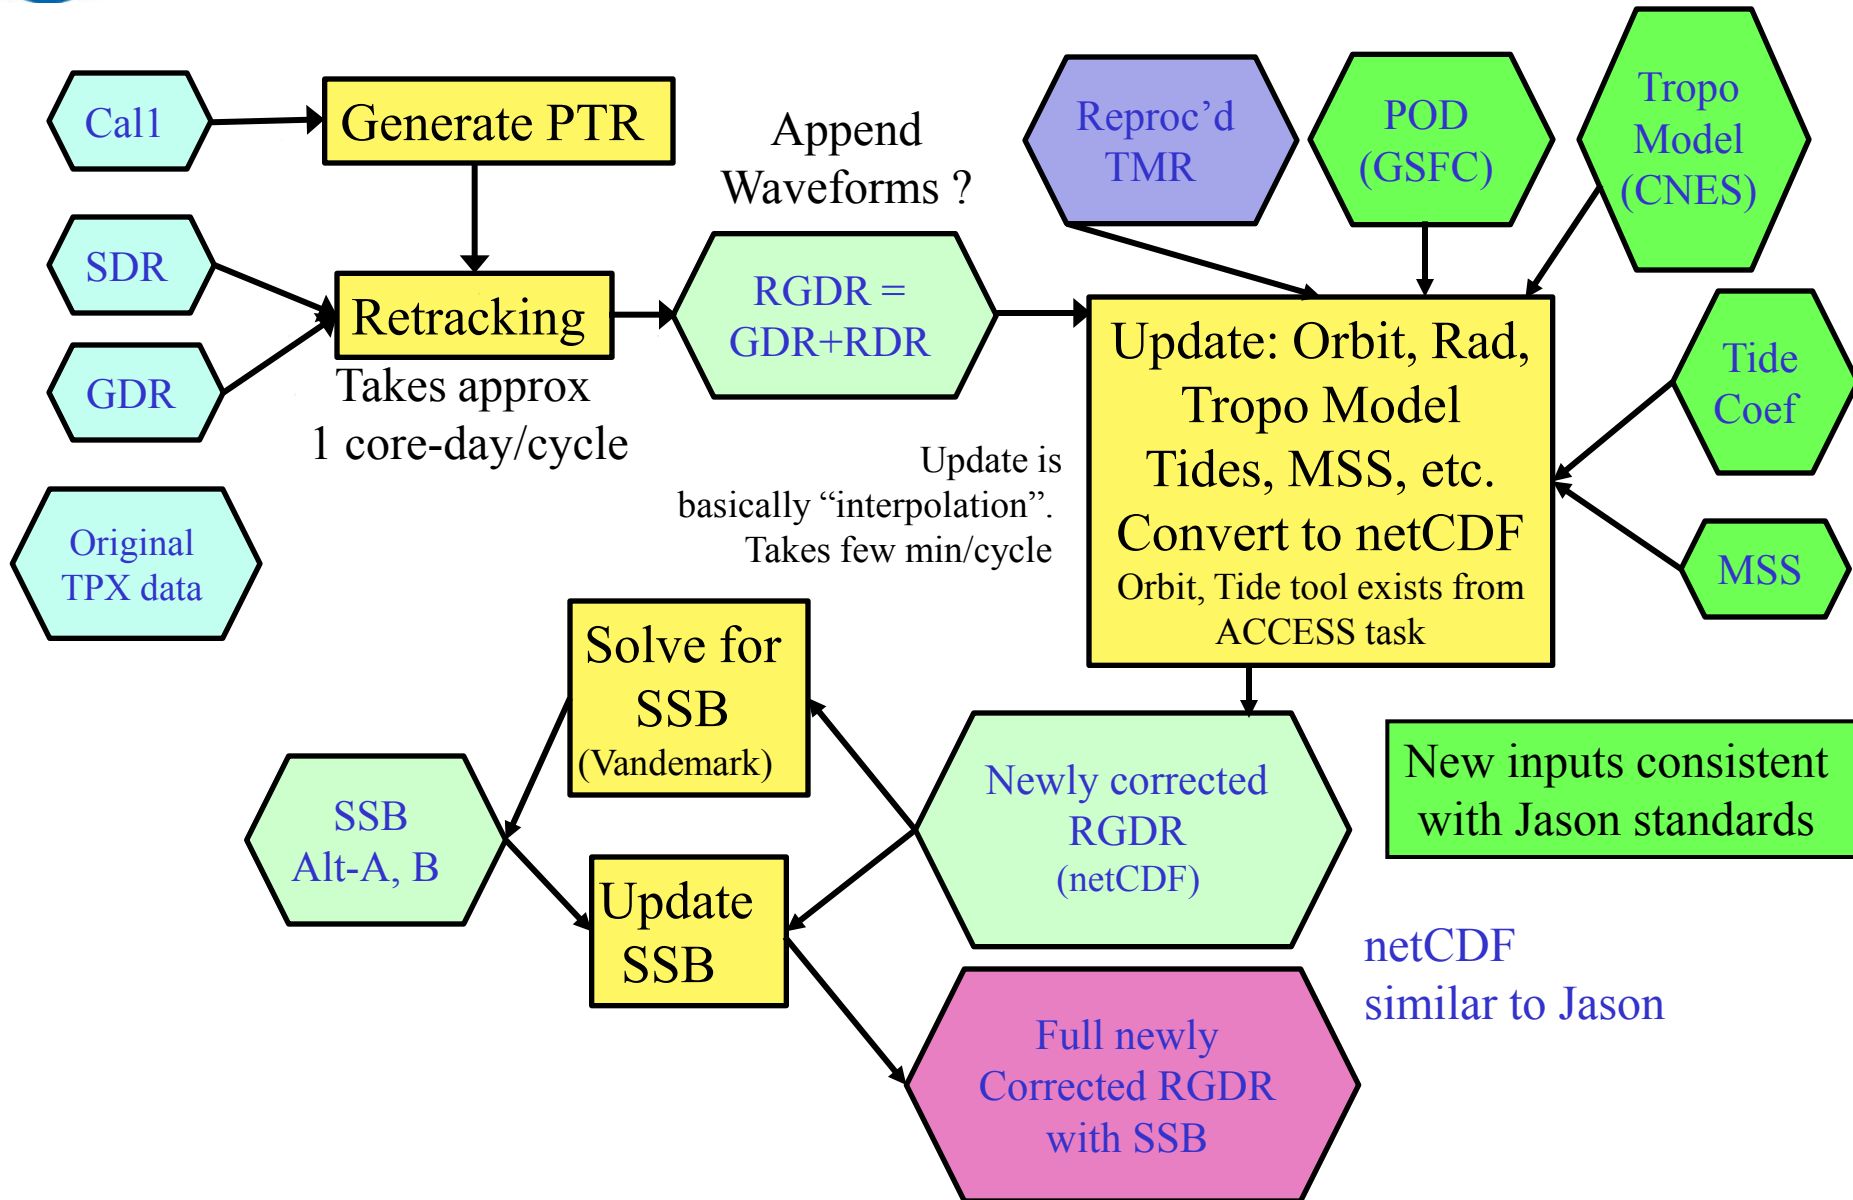 Cal1
Generate PTR
Append
Waveforms ?
Reproc’d
TMR
POD
(GSFC)
Tropo
Model
(CNES)
SDR
GDR
Retracking
Takes approx
1 core-day/cycle
RGDR =
GDR+RDR
Update: Orbit, Rad,
Tropo Model
Tides, MSS, etc.
Convert to netCDF
Orbit, Tide tool exists from
ACCESS task
Tide
Coef
MSS
Update is
basically “interpolation”.
Takes few min/cycle
Original
TPX data
Solve for
SSB
(Vandemark)
SSB
Alt-A, B
Update
SSB
Newly corrected
RGDR
(netCDF)
New inputs consistent
with Jason standards
netCDF
similar to Jason
Full newly
Corrected RGDR
with SSB